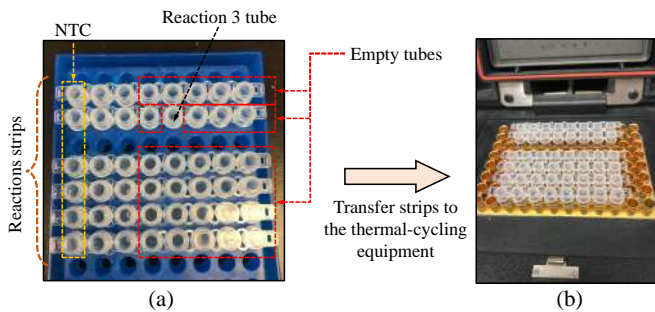 Reaction 3 tube
NTC
Empty tubes
Reactions strips
Transfer strips to
the thermal-cycling
equipment
(a)
(b)